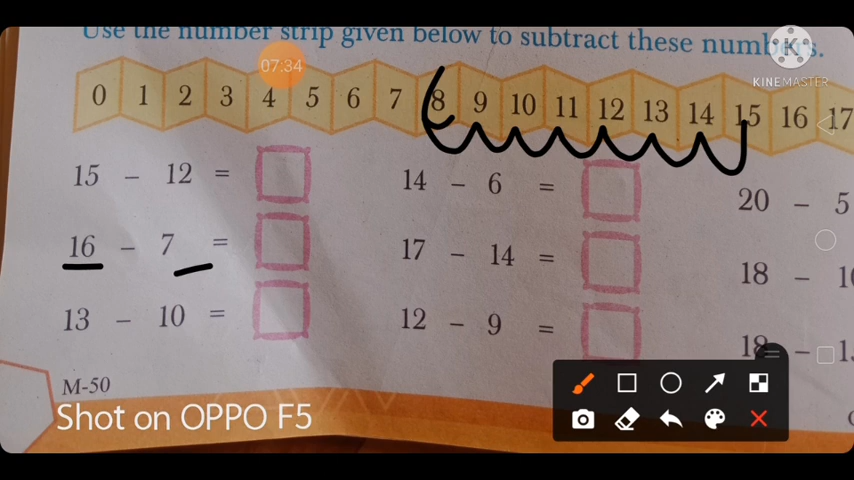 Use the number strip given below to subtract these numbers.
07:34
K
KINEMASTER
0 1 2 3 4 5 6 7 8 9 10 11 12 13 14 15 16 17
15 - 12 =
14 - 6 =
20 - 5
16 - 7 =
17 - 14 =
18 -
13 - 10 =
12 - 9 =
18 -
M-50
Shot on OPPO F5